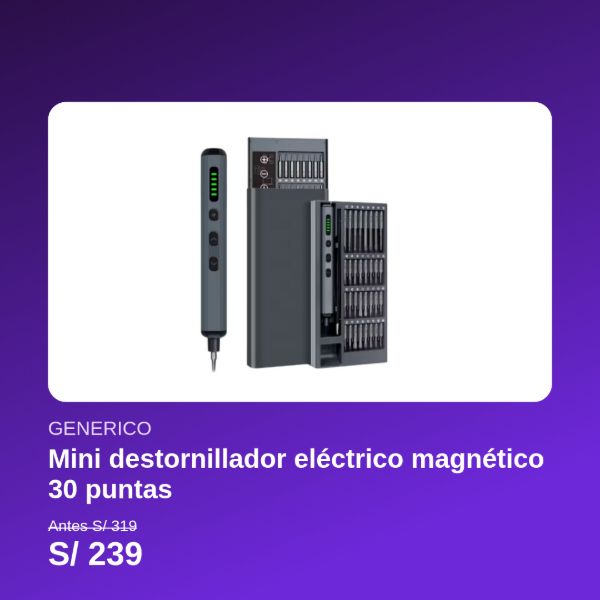 GENERICO
Mini destornillador eléctrico magnético
30 puntas
Antes S/ 319
S/ 239